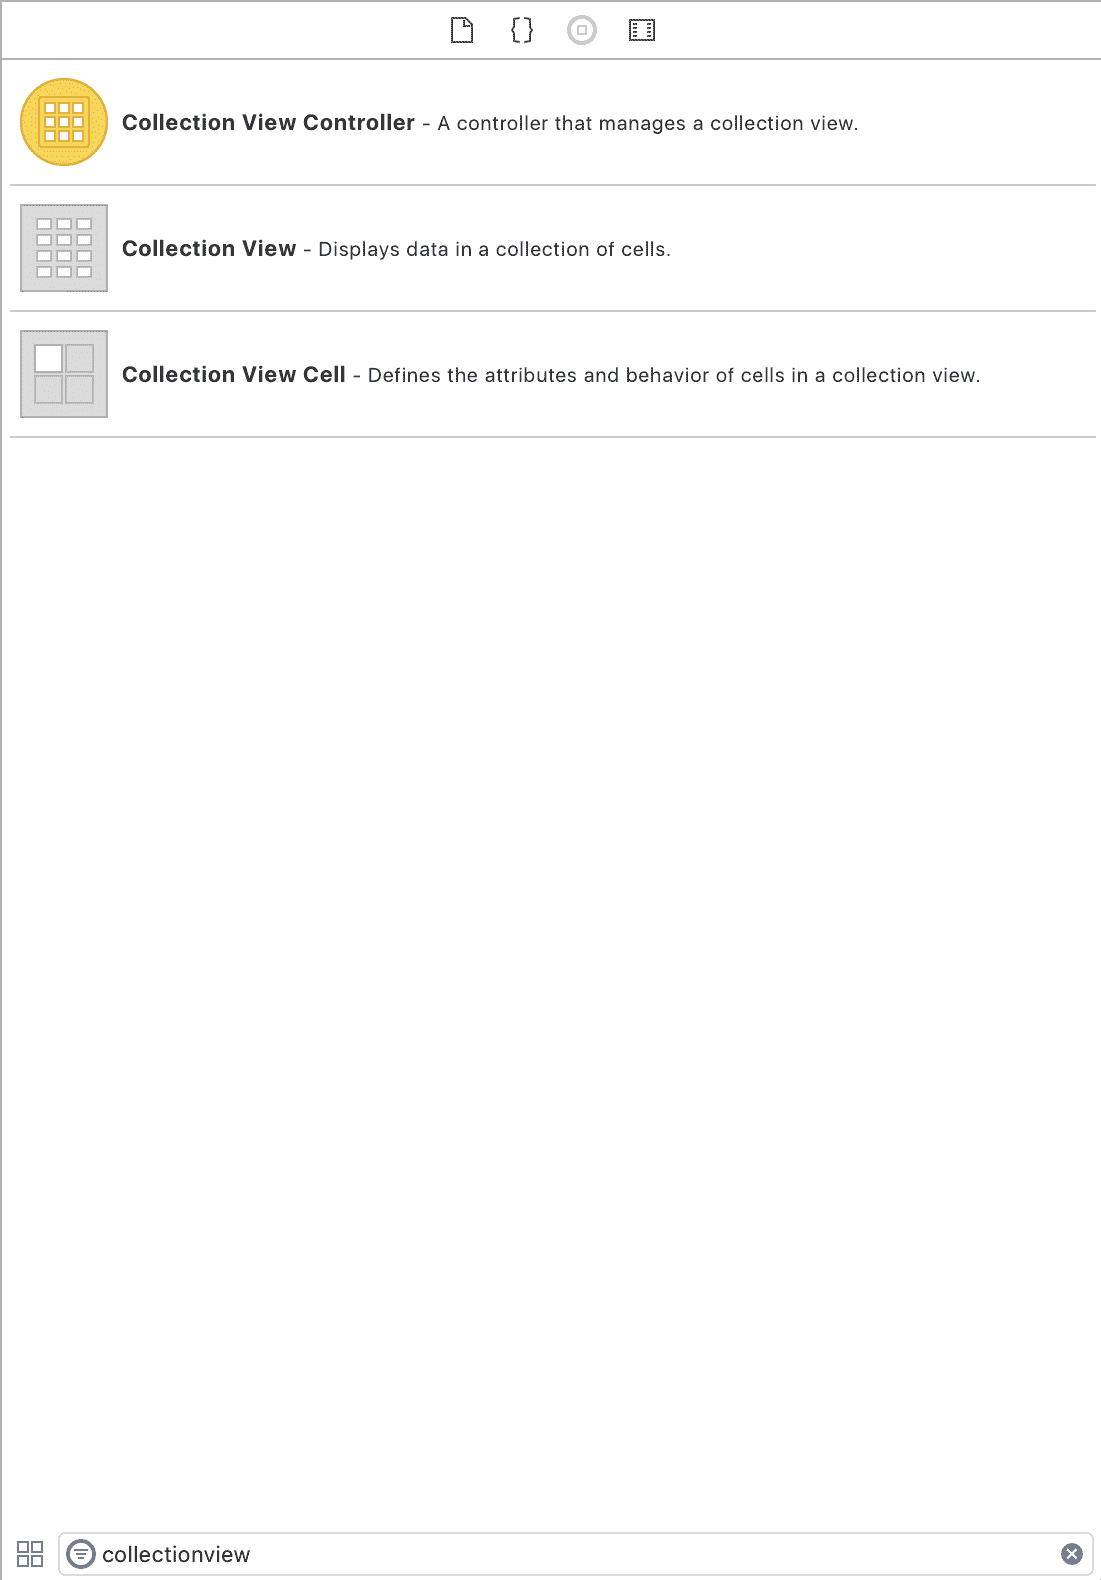 Collection View Controller - A controller that manages a collection view.
Collection View - Displays data in a collection of cells.
Collection View Cell - Defines the attributes and behavior of cells in a collection view.
collectionview